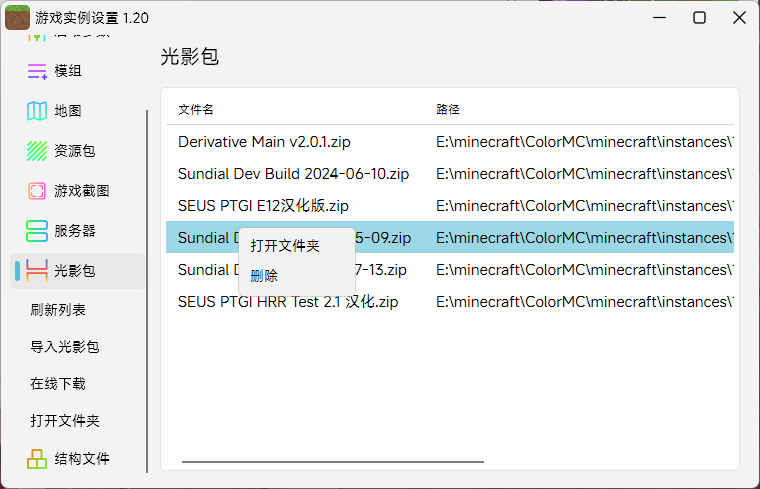 游戏实例设置 1.20
模组
地图
资源包
游戏截图
服务器
光影包
刷新列表
导入光影包
在线下载
打开文件夹
结构文件
光影包
文件名 路径
Derivative Main v2.0.1.zip E:\minecraft\ColorMC\minecraft\instances\
Sundial Dev Build 2024-06-10.zip E:\minecraft\ColorMC\minecraft\instances\
SEUS PTGI E12汉化版.zip E:\minecraft\ColorMC\minecraft\instances\
Sundial 5-09.zip E:\minecraft\ColorMC\minecraft\instances\
Sundial 7-13.zip E:\minecraft\ColorMC\minecraft\instances\
SEUS PTGI HRR Test 2.1 汉化.zip E:\minecraft\ColorMC\minecraft\instances\
打开文件夹
删除